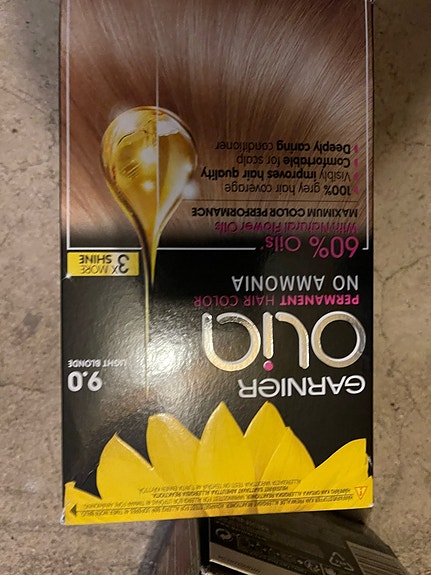 GARNIER
OLIA
PERMANENT HAIR COLOR
NO AMMONIA
9.0
LIGHT BLONDE
60% Oils*
With Natural Flower Oils
MAXIMUM COLOR PERFORMANCE
3X MORE
SHINE
100% grey hair coverage
Visibly improves hair quality
Comfortable for scalp
Deeply caring conditioner